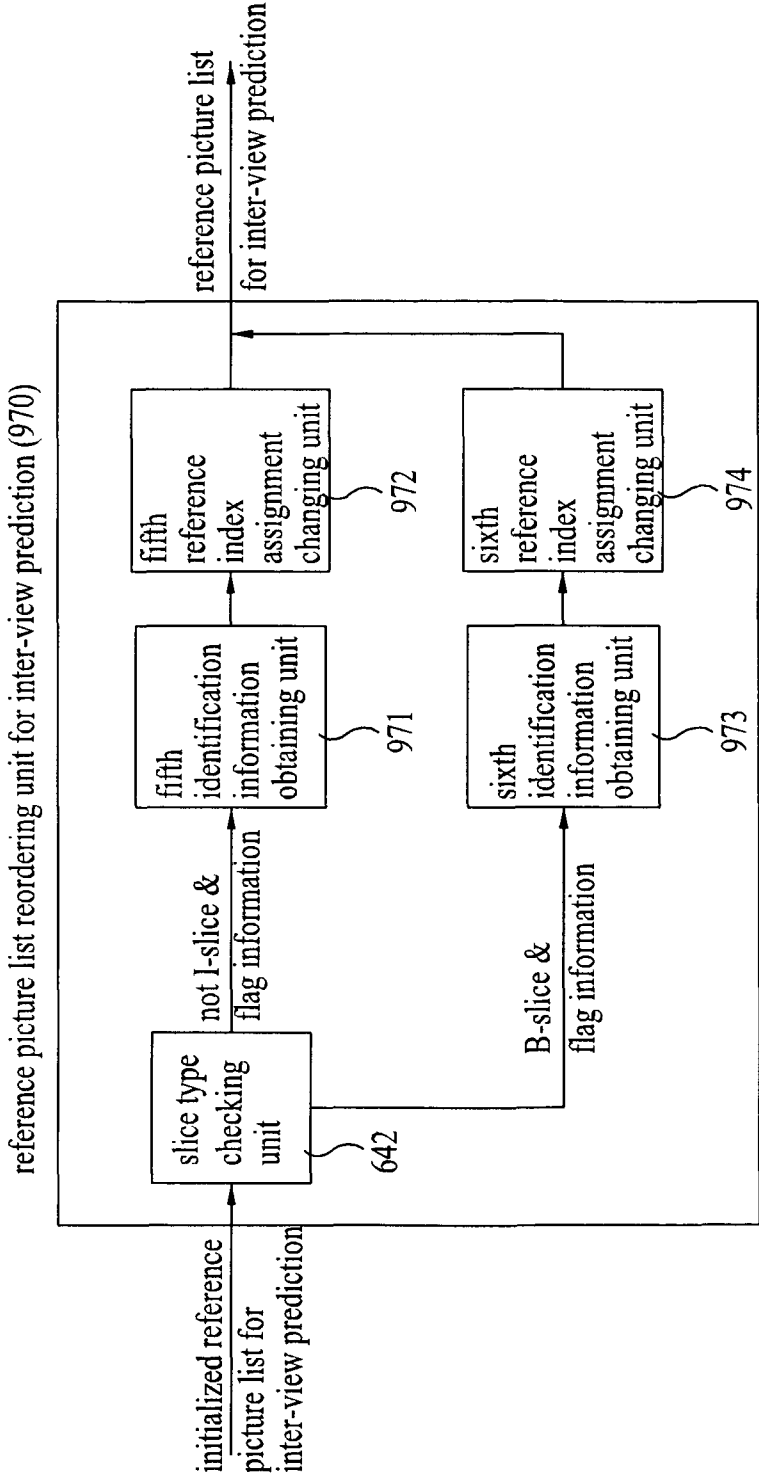 reference picture list reordering unit for inter-view prediction (970)
initialized reference
picture list for
inter-view prediction
slice type
checking
unit
642
not I-slice &
flag information
B-slice &
flag information
fifth
identification
information
obtaining unit
971
fifth
reference
index
assignment
changing unit
972
sixth
identification
information
obtaining unit
973
sixth
reference
index
assignment
changing unit
974
reference picture list
for inter-view prediction